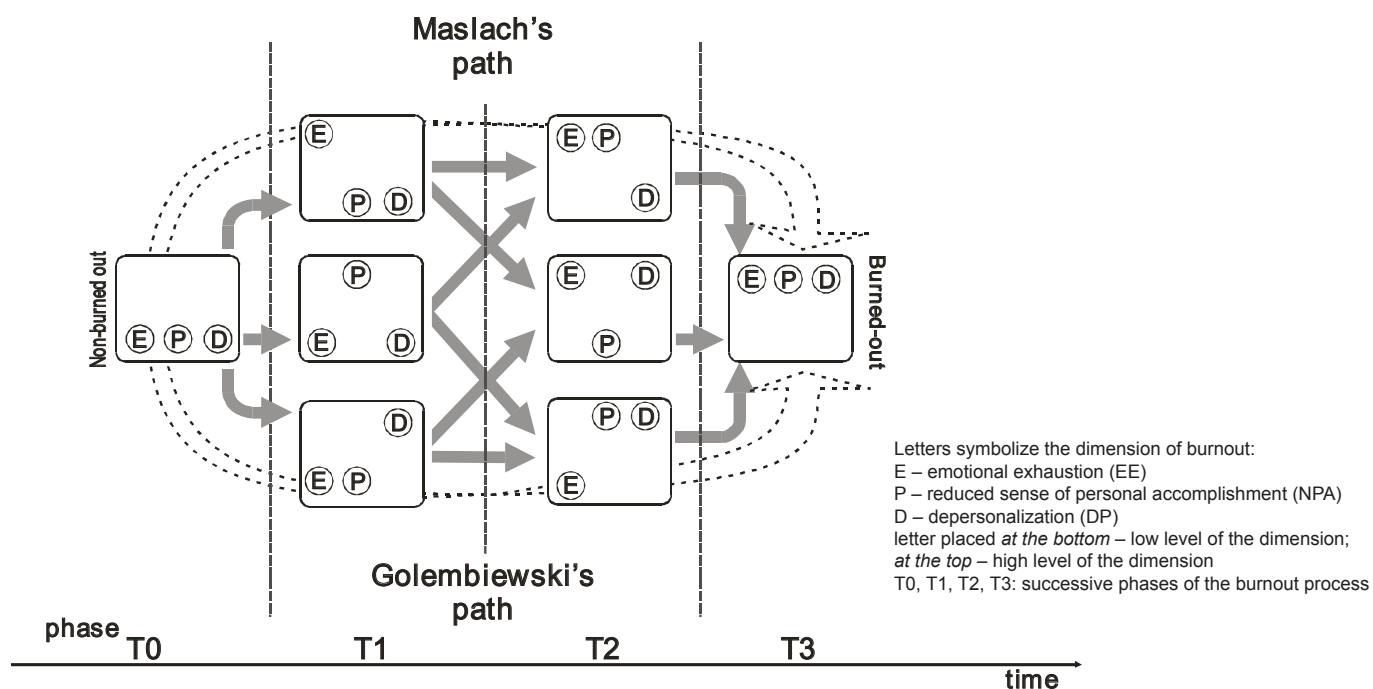 Maslach's
path
E
P D
E P
D
Non-burned out
E P D
P
E D
E D
P
E P D
Burned-out
D
E P
P D
E
Letters symbolize the dimension of burnout:
E – emotional exhaustion (EE)
P – reduced sense of personal accomplishment (NPA)
D – depersonalization (DP)
letter placed at the bottom – low level of the dimension;
at the top – high level of the dimension
T0, T1, T2, T3: successive phases of the burnout process
Golembiewski's
path
phase
T0 T1 T2 T3
time